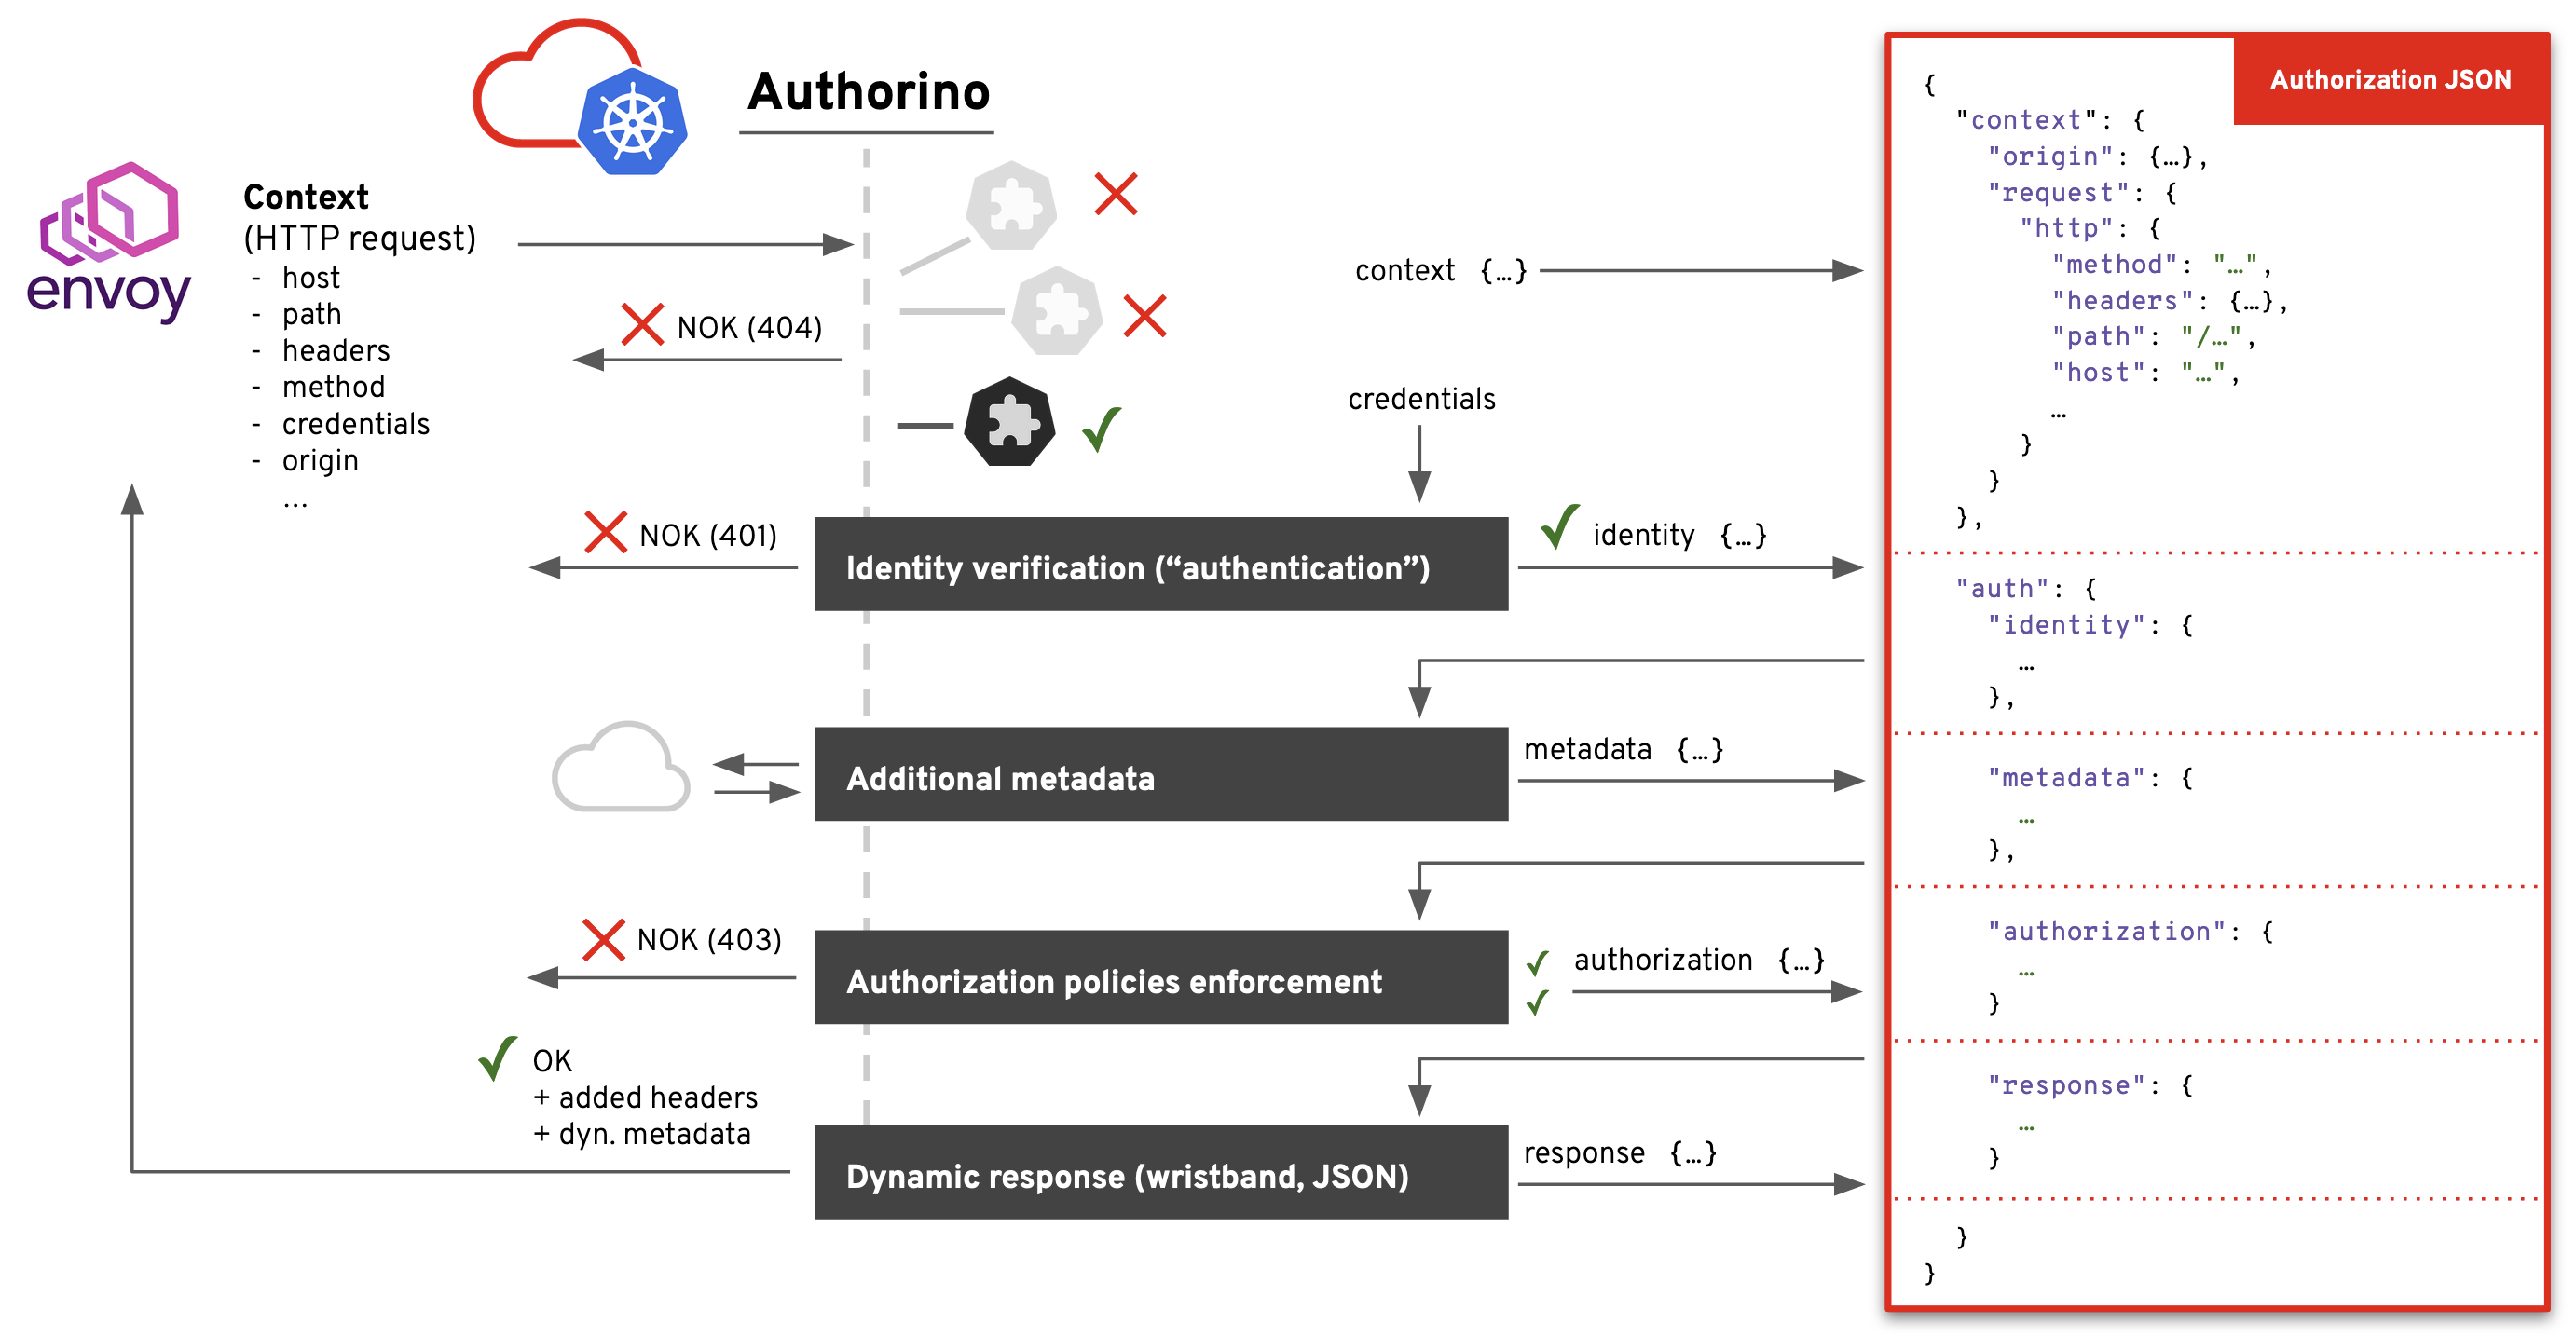 Authorino
envoy
Context
(HTTP request)
- host
- path
- headers
- method
- credentials
- origin
...
NOK (404)
context {…}
credentials
NOK (401)
Identity verification (“authentication”)
identity {…}
Additional metadata
metadata {…}
NOK (403)
Authorization policies enforcement
authorization {…}
OK
+ added headers
+ dyn. metadata
Dynamic response (wristband, JSON)
response {…}
Authorization JSON
{
"context": {
"origin": {…},
"request": {
"http": {
"method": "…",
"headers": {…},
"path": "/…",
"host": "…",
…
}
}
},
"auth": {
"identity": {
…
},
"metadata": {
…
},
"authorization": {
…
}
"response": {
…
}
}
}